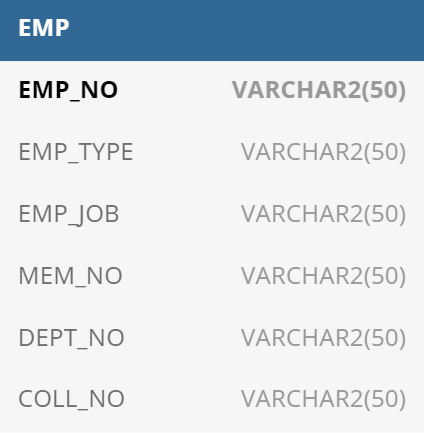 EMP
EMP_NO VARCHAR2(50)
EMP_TYPE VARCHAR2(50)
EMP_JOB VARCHAR2(50)
MEM_NO VARCHAR2(50)
DEPT_NO VARCHAR2(50)
COLL_NO VARCHAR2(50)